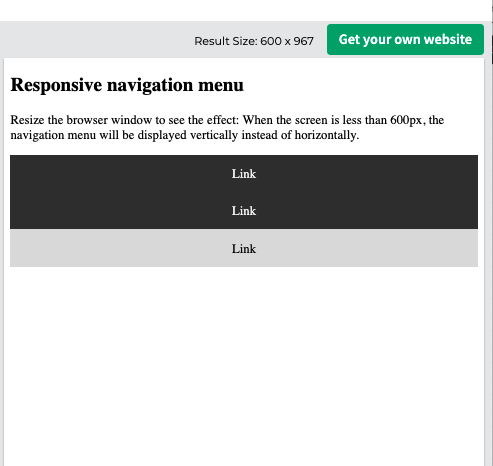 Result Size: 600 x 967
Get your own website
Responsive navigation menu
Resize the browser window to see the effect: When the screen is less than 600px, the
navigation menu will be displayed vertically instead of horizontally.
Link
Link
Link